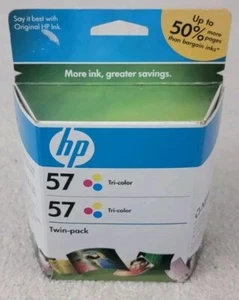 Say it best with
Original HP Ink.
Up to
50% more
pages
than bargain inks*
More ink, greater savings.
hp
57 Tri-color
57 Tri-color
Twin-pack